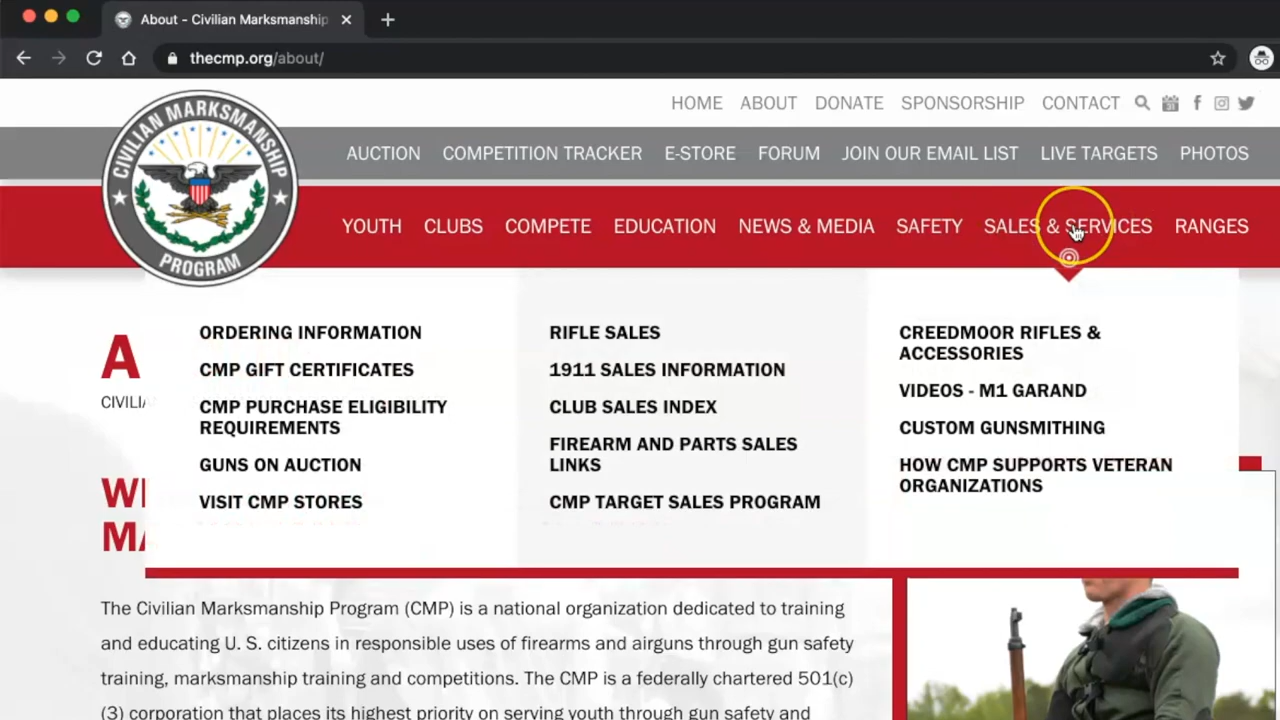 About - Civilian Marksmanship
thecmp.org/about/
HOME ABOUT DONATE SPONSORSHIP CONTACT
CIVILIAN MARKSMANSHIP
PROGRAM
AUCTION COMPETITION TRACKER E-STORE FORUM JOIN OUR EMAIL LIST LIVE TARGETS PHOTOS
YOUTH CLUBS COMPETE EDUCATION NEWS & MEDIA SAFETY SALES & SERVICES RANGES
ORDERING INFORMATION
CMP GIFT CERTIFICATES
CMP PURCHASE ELIGIBILITY
REQUIREMENTS
GUNS ON AUCTION
VISIT CMP STORES
RIFLE SALES
1911 SALES INFORMATION
CLUB SALES INDEX
FIREARM AND PARTS SALES
LINKS
CMP TARGET SALES PROGRAM
CREEDMOOR RIFLES &
ACCESSORIES
VIDEOS - M1 GARAND
CUSTOM GUNSMITHING
HOW CMP SUPPORTS VETERAN
ORGANIZATIONS
A
CIVILI
W
MA
The Civilian Marksmanship Program (CMP) is a national organization dedicated to training
and educating U. S. citizens in responsible uses of firearms and airguns through gun safety
training, marksmanship training and competitions. The CMP is a federally chartered 501(c)
(3) corporation that places its highest priority on serving youth through gun safety and